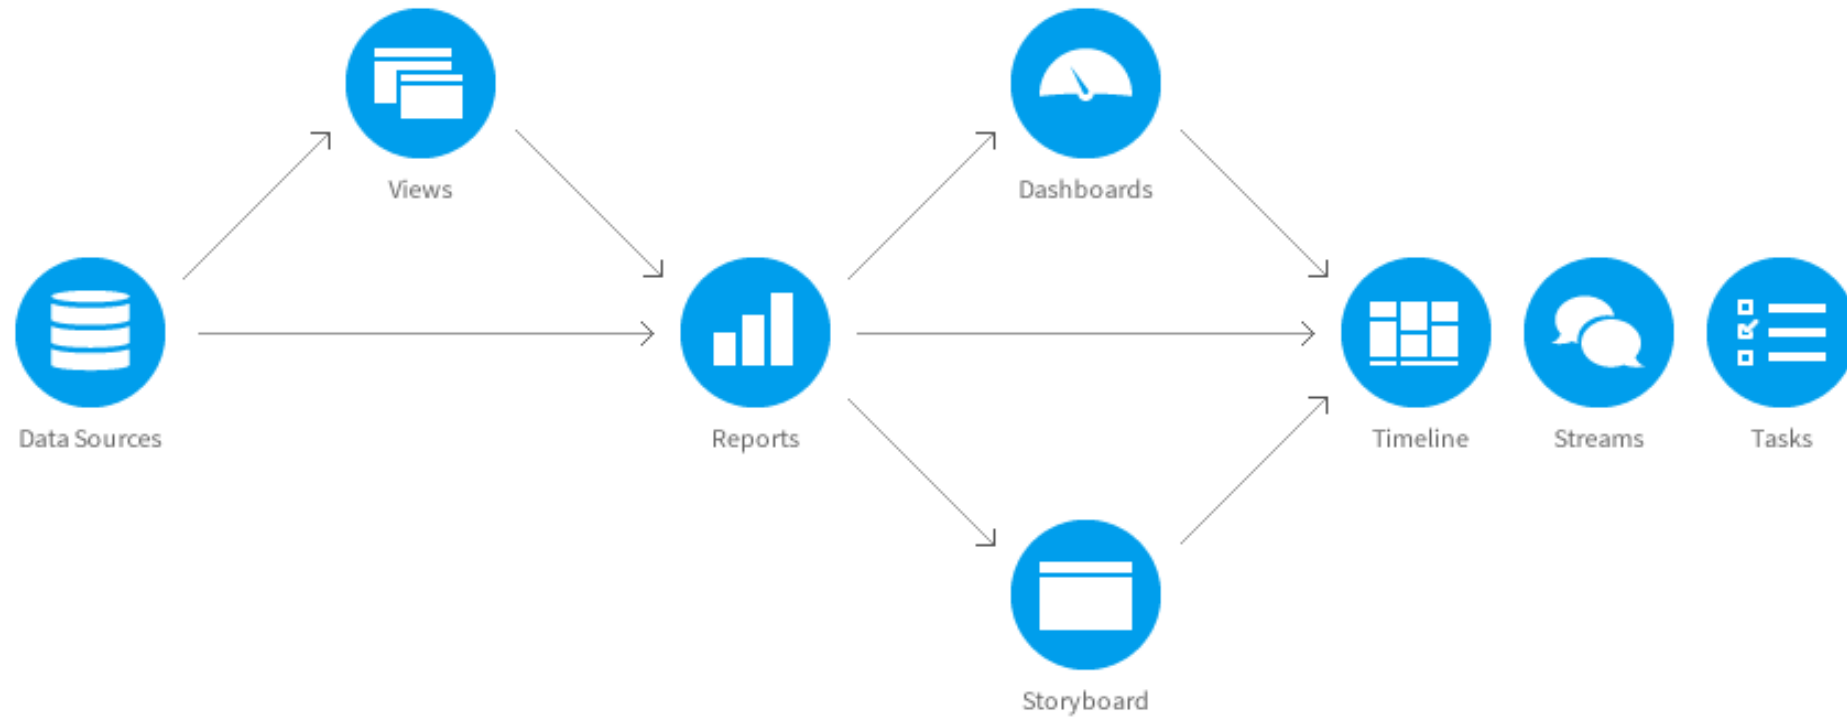 Views
Dashboards
Data Sources
Reports
Timeline
Streams
Tasks
Storyboard